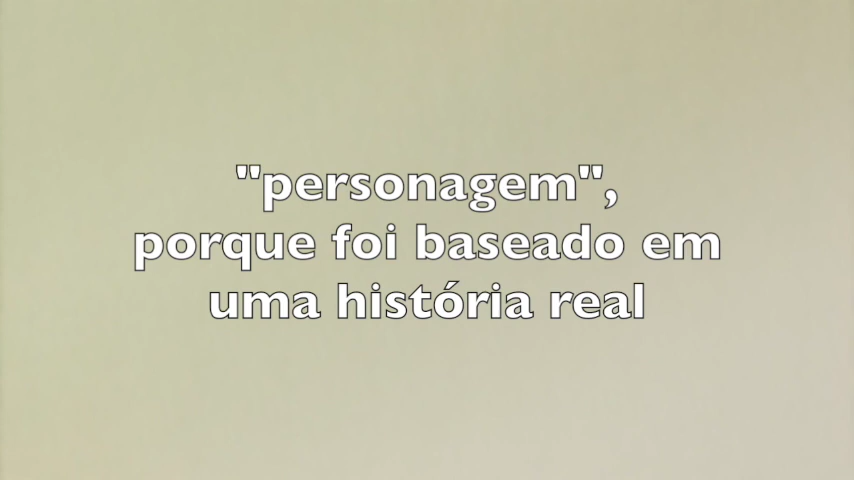 "personagem",
porque foi baseado em
uma história real